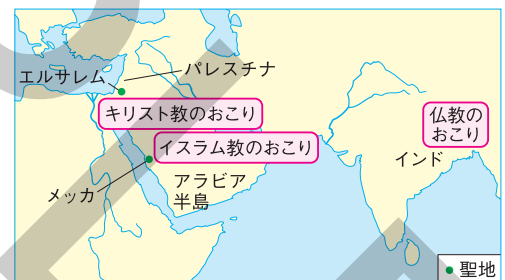 エルサレム
パレスチナ
キリスト教のおこり
イスラム教のおこり
仏教の
おこり
インド
メッカ
アラビア
半島
聖地